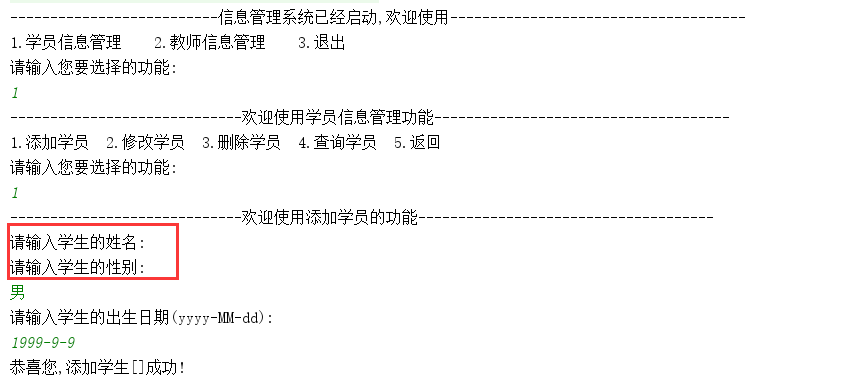 --------------------------信息管理系统已经启动,欢迎使用-------------------------------------
1.学员信息管理    2.教师信息管理    3.退出
请输入您要选择的功能:
1
-----------------------------欢迎使用学员信息管理功能-------------------------------------
1.添加学员  2.修改学员  3.删除学员  4.查询学员  5.返回
请输入您要选择的功能:
1
-----------------------------欢迎使用添加学员的功能-------------------------------------
请输入学生的姓名:
请输入学生的性别:
男
请输入学生的出生日期(yyyy-MM-dd):
1999-9-9
恭喜您,添加学生[]成功!